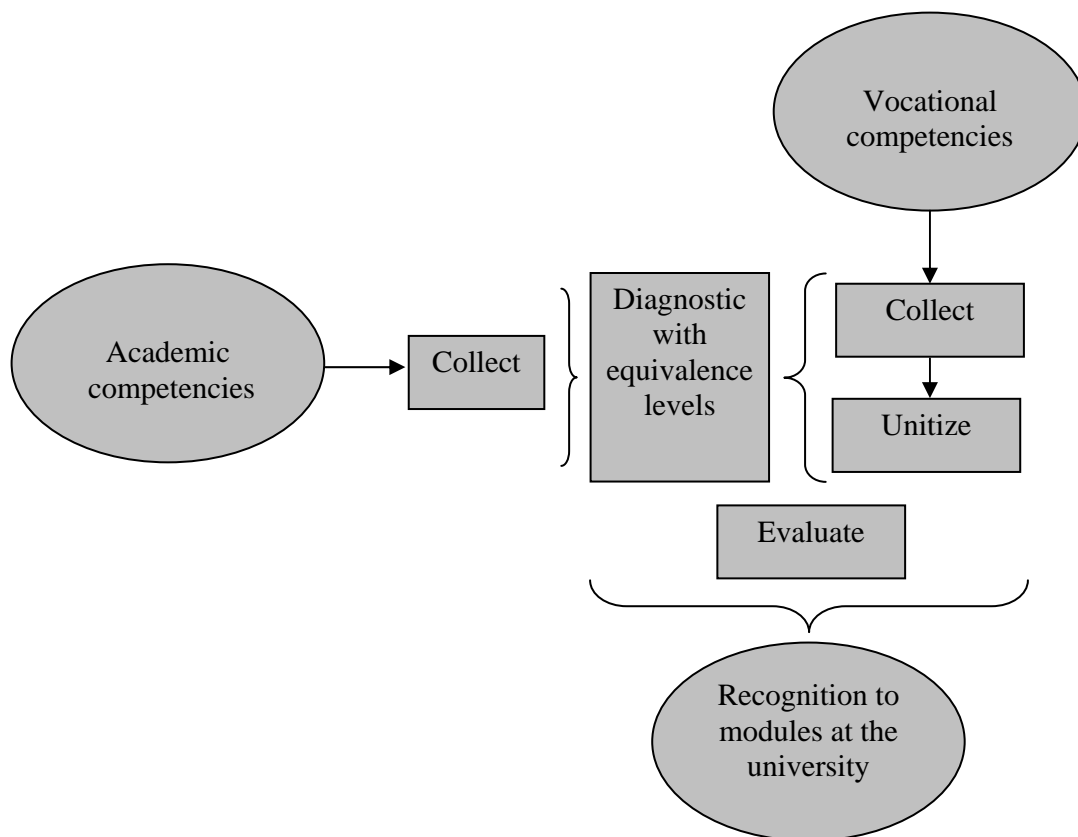 Vocational
competencies
Academic
competencies
Collect
Diagnostic
with
equivalence
levels
Collect
Unitize
Evaluate
Recognition to
modules at the
university